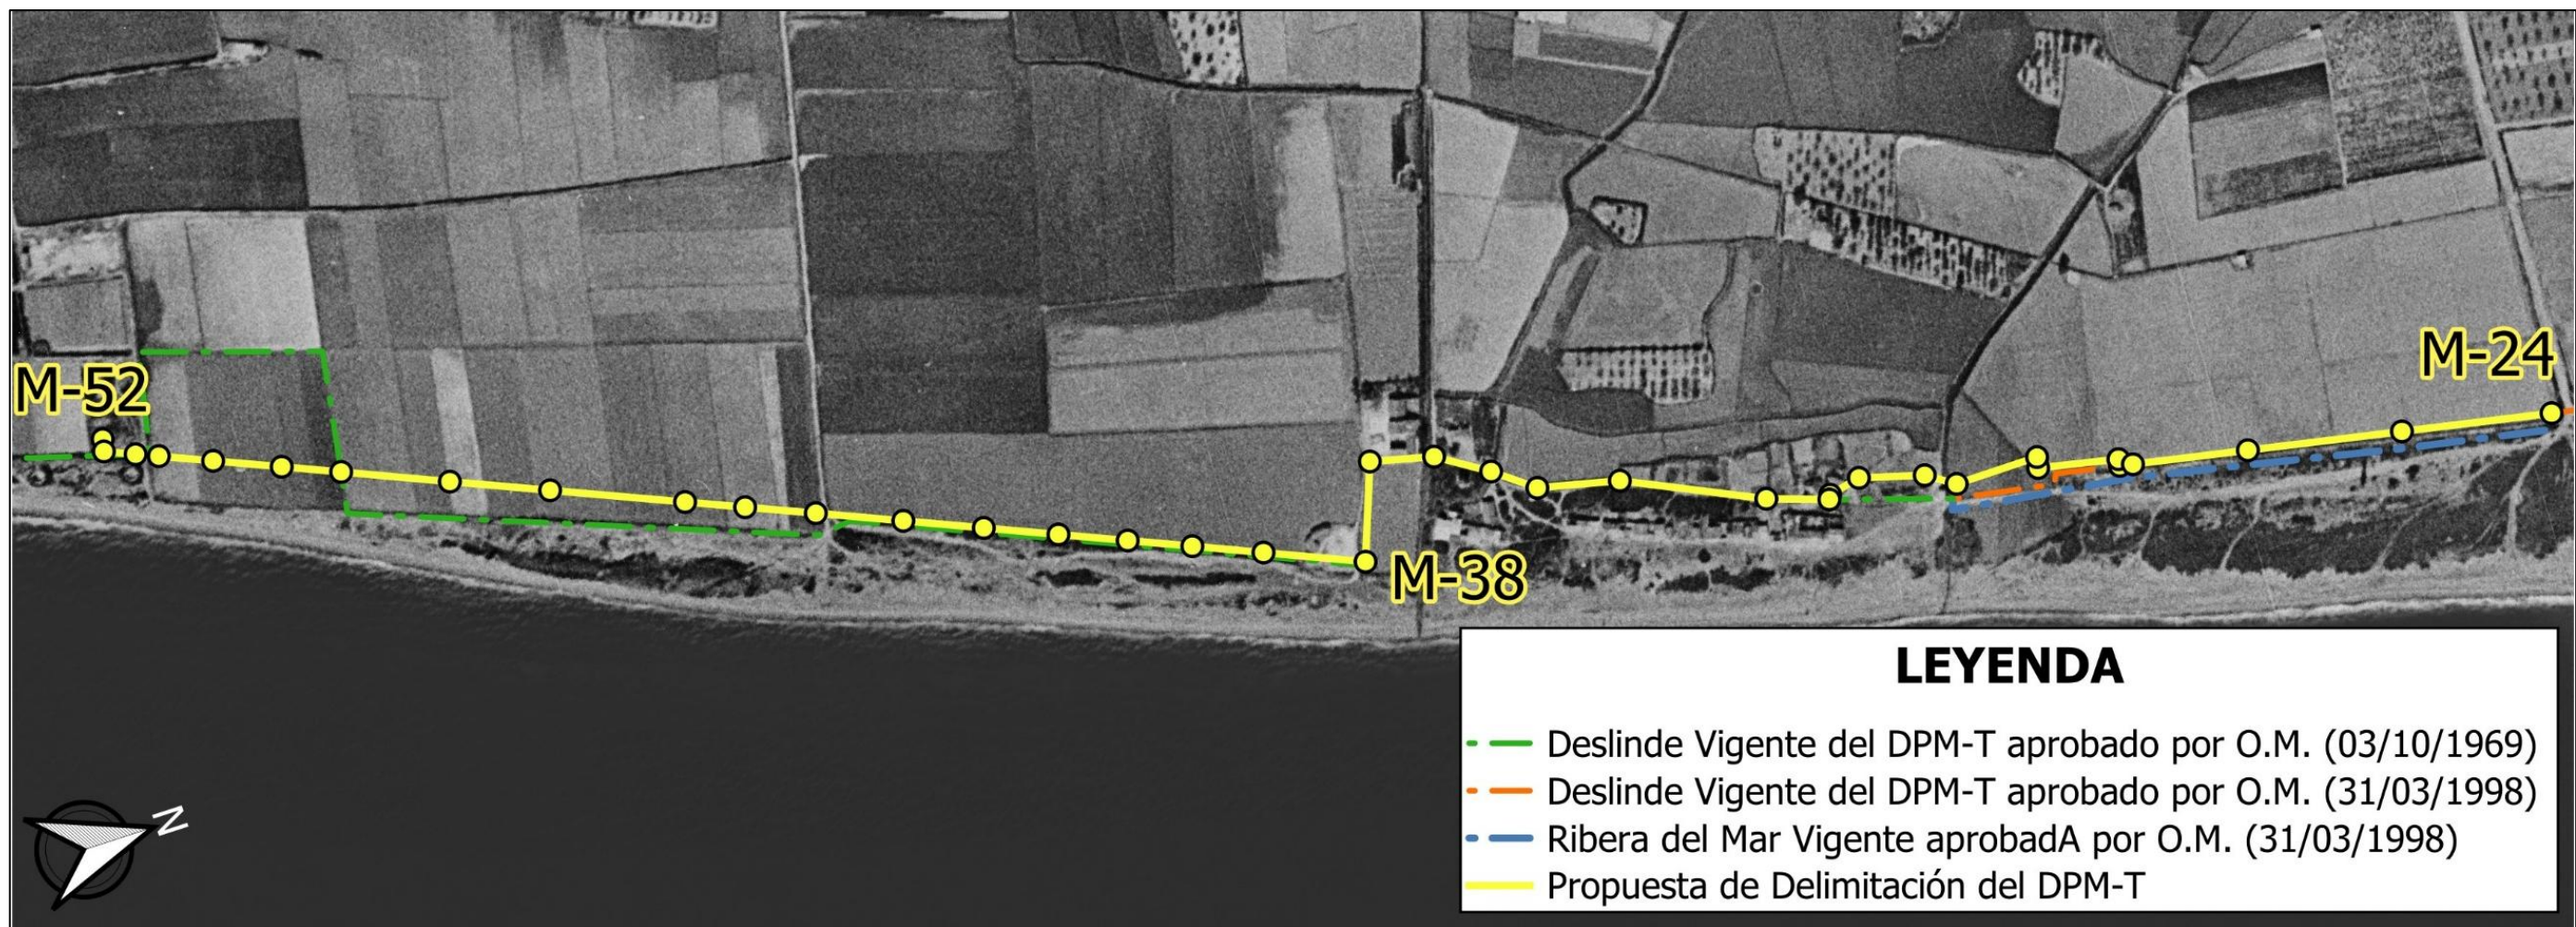 M-24
M-52
M-38
LEYENDA
Deslinde Vigente del DPM-T aprobado por O.M. (03/10/1969)
Deslinde Vigente del DPM-T aprobado por O.M. (31/03/1998)
Ribera del Mar Vigente aprobadA por O.M. (31/03/1998)
Propuesta de Delimitación del DPM-T
N